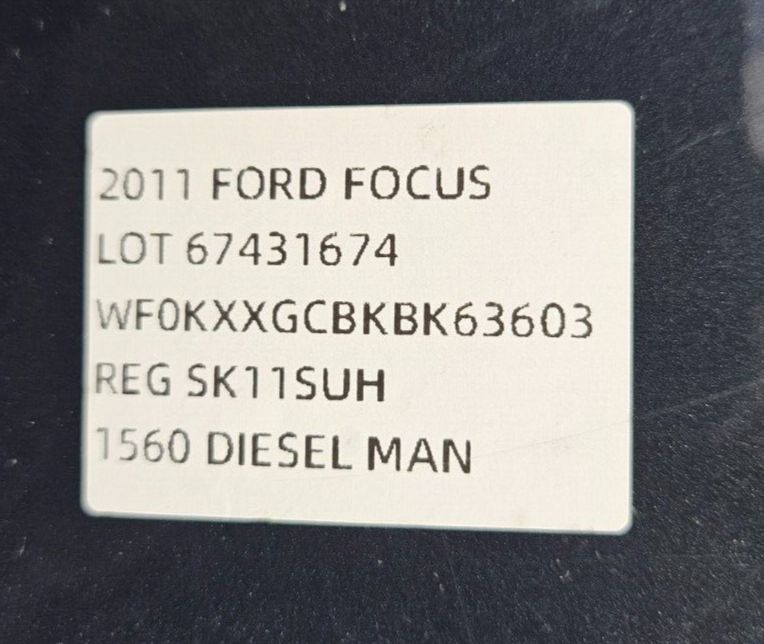 2011 FORD FOCUS
LOT 67431674
WF0KXXGCBKBK63603
REG SK11SUH
1560 DIESEL MAN